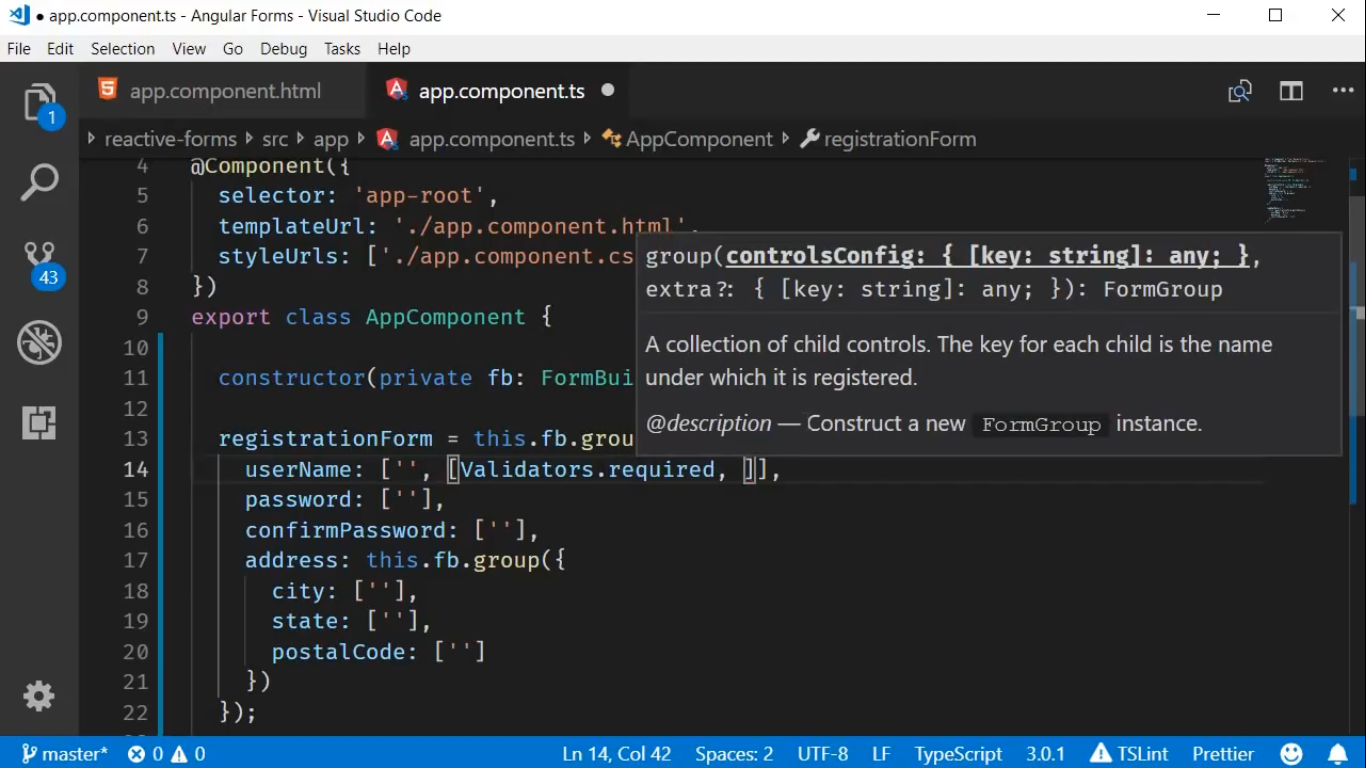 app.component.ts - Angular Forms - Visual Studio Code
File Edit Selection View Go Debug Tasks Help
app.component.html app.component.ts
reactive-forms src app app.component.ts AppComponent registrationForm
1
43
4 @Component({
5 selector: 'app-root',
6 templateUrl: './app.component.html',
7 styleUrls: ['./app.component.cs
8 })
9 export class AppComponent {
10
11 constructor(private fb: FormBui
12
13 registrationForm = this.fb.grou
14 userName: ['', [Validators.required, ]],
15 password: [''],
16 confirmPassword: [''],
17 address: this.fb.group({
18 city: [''],
19 state: [''],
20 postalCode: ['']
21 })
22 });
group(controlsConfig: { [key: string]: any; },
extra?: { [key: string]: any; }): FormGroup
A collection of child controls. The key for each child is the name
under which it is registered.
@description — Construct a new FormGroup instance.
master* 0 0 Ln 14, Col 42 Spaces: 2 UTF-8 LF TypeScript 3.0.1 TSLint Prettier